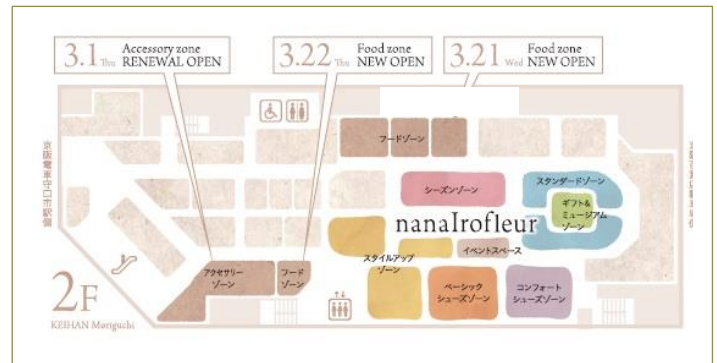 3.1 Thu Accessory zone
RENEWAL OPEN
3.22 Thu Food zone
NEW OPEN
3.21 Wed Food zone
NEW OPEN
京阪電車守口市駅側
フードゾーン
シーズンゾーン
スタンダードゾーン
ギフト&
ミュージアム
ゾーン
nanaIrofleur
イベントスペース
スタイルアップ
ゾーン
アクセサリー
ゾーン
フード
ゾーン
ベーシック
シューズゾーン
コンフォート
シューズゾーン
2F
KEIHAN Moriguchi